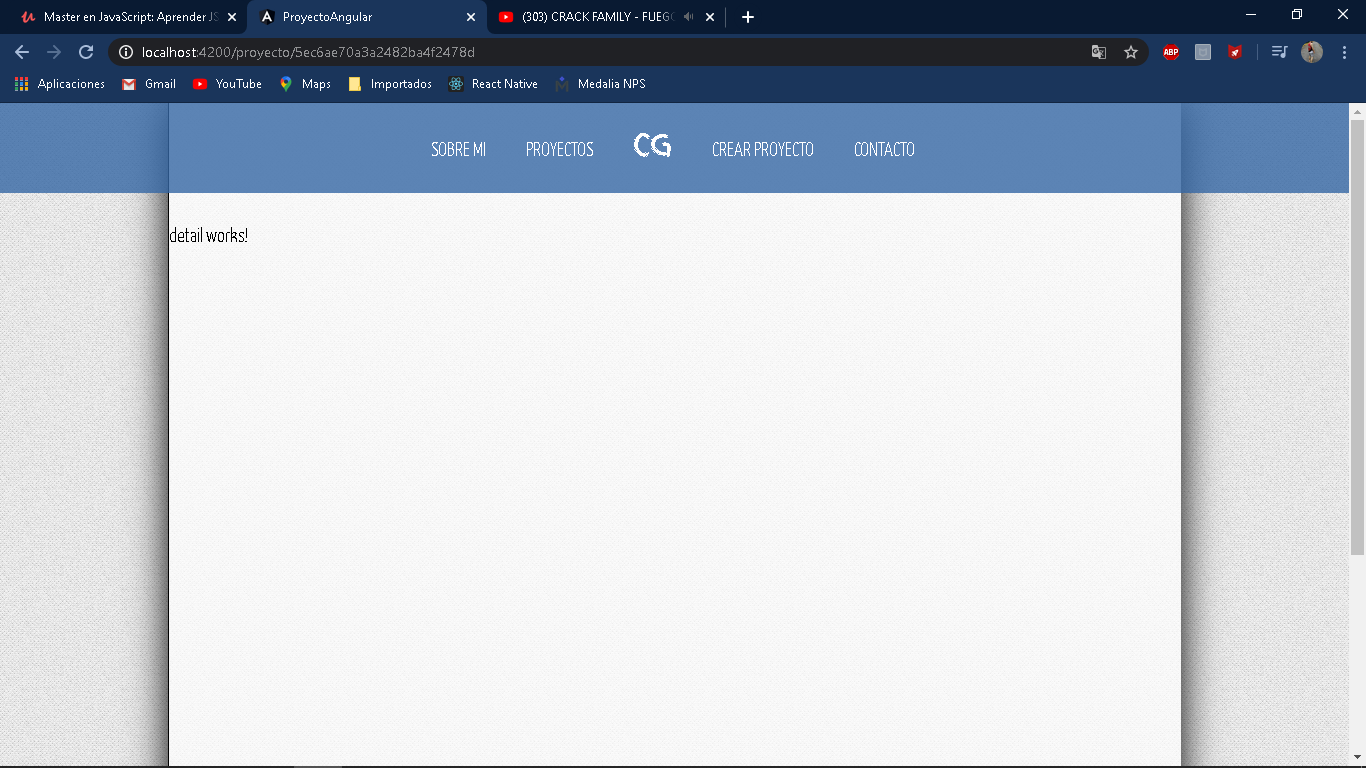 Master en JavaScript: Aprender JS
ProyectoAngular
(303) CRACK FAMILY - FUEGO
localhost:4200/proyecto/5ec6ae70a3a2482ba4f2478d
ABP
Aplicaciones Gmail YouTube Maps Importados React Native Medalia NPS
SOBRE MI PROYECTOS CG CREAR PROYECTO CONTACTO
detail works!